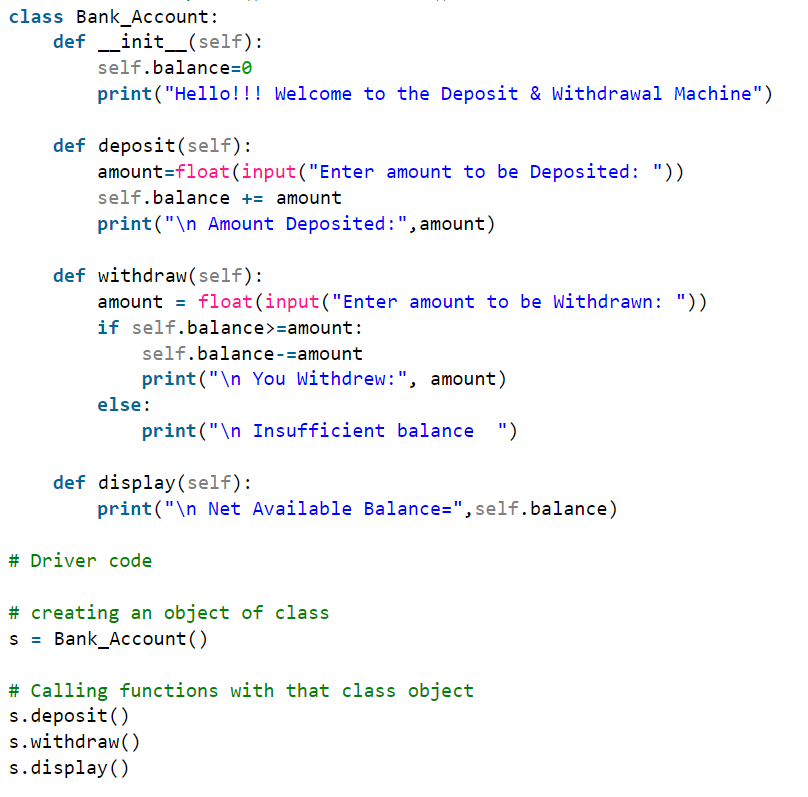 class Bank_Account:
    def __init__(self):
        self.balance=0
        print("Hello!!! Welcome to the Deposit & Withdrawal Machine")

    def deposit(self):
        amount=float(input("Enter amount to be Deposited: "))
        self.balance += amount
        print("\n Amount Deposited:",amount)

    def withdraw(self):
        amount = float(input("Enter amount to be Withdrawn: "))
        if self.balance>=amount:
            self.balance-=amount
            print("\n You Withdrew:", amount)
        else:
            print("\n Insufficient balance  ")

    def display(self):
        print("\n Net Available Balance=",self.balance)

# Driver code

# creating an object of class
s = Bank_Account()

# Calling functions with that class object
s.deposit()
s.withdraw()
s.display()